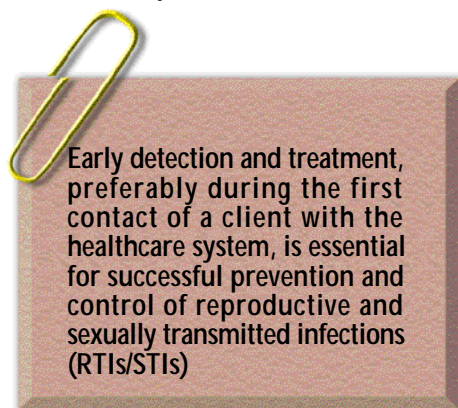 Early detection and treatment,
preferably during the first
contact of a client with the
healthcare system, is essential
for successful prevention and
control of reproductive and
sexually transmitted infections
(RTIs/STIs)